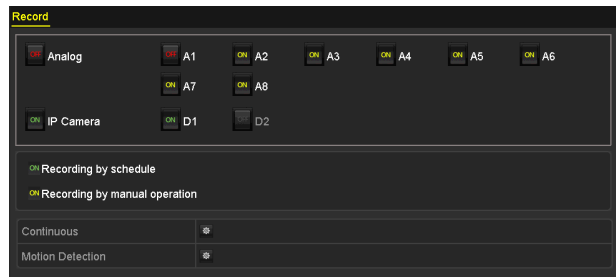 Record
OFF Analog OFF A1 ON A2 ON A3 ON A4 ON A5 ON A6
ON A7 ON A8
ON IP Camera ON D1 D2
ON Recording by schedule
ON Recording by manual operation
Continuous
Motion Detection